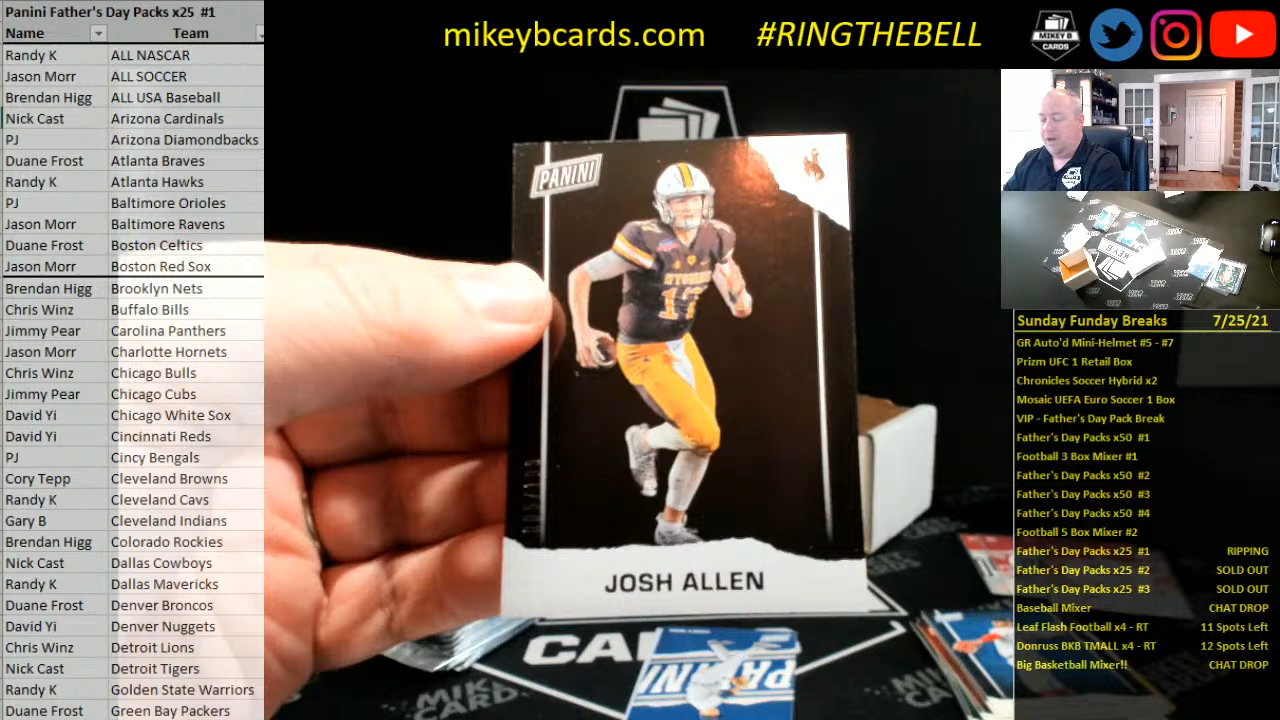 Panini Father's Day Packs x25 #1
Name Team
Randy K ALL NASCAR
Jason Morr ALL SOCCER
Brendan Higg ALL USA Baseball
Nick Cast Arizona Cardinals
PJ Arizona Diamondbacks
Duane Frost Atlanta Braves
Randy K Atlanta Hawks
PJ Baltimore Orioles
Jason Morr Baltimore Ravens
Duane Frost Boston Celtics
Jason Morr Boston Red Sox
Brendan Higg Brooklyn Nets
Chris Winz Buffalo Bills
Jimmy Pear Carolina Panthers
Jason Morr Charlotte Hornets
Chris Winz Chicago Bulls
Jimmy Pear Chicago Cubs
David Yi Chicago White Sox
David Yi Cincinnati Reds
PJ Cincy Bengals
Cory Tepp Cleveland Browns
Randy K Cleveland Cavs
Gary B Cleveland Indians
Brendan Higg Colorado Rockies
Nick Cast Dallas Cowboys
Randy K Dallas Mavericks
Duane Frost Denver Broncos
David Yi Denver Nuggets
Chris Winz Detroit Lions
Nick Cast Detroit Tigers
Randy K Golden State Warriors
Duane Frost Green Bay Packers
mikeybcards.com #RINGTHEBELL
MIKEY B
CARDS
PANINI
WYOMING
17
JOSH ALLEN
PANINI
Sunday Funday Breaks 7/25/21
GR Auto'd Mini-Helmet #5 - #7
Prizm UFC 1 Retail Box
Chronicles Soccer Hybrid x2
Mosaic UEFA Euro Soccer 1 Box
VIP - Father's Day Pack Break
Father's Day Packs x50 #1
Football 3 Box Mixer #1
Father's Day Packs x50 #2
Father's Day Packs x50 #3
Father's Day Packs x50 #4
Football 5 Box Mixer #2
Father's Day Packs x25 #1 RIPPING
Father's Day Packs x25 #2 SOLD OUT
Father's Day Packs x25 #3 SOLD OUT
Baseball Mixer CHAT DROP
Leaf Flash Football x4 - RT 11 Spots Left
Donruss BKB TMALL x4 - RT 12 Spots Left
Big Basketball Mixer!! CHAT DROP